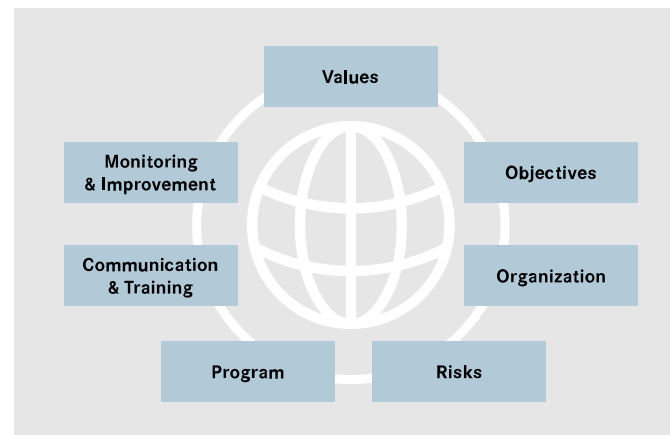 Values
Monitoring
& Improvement
Objectives
Communication
& Training
Organization
Program
Risks